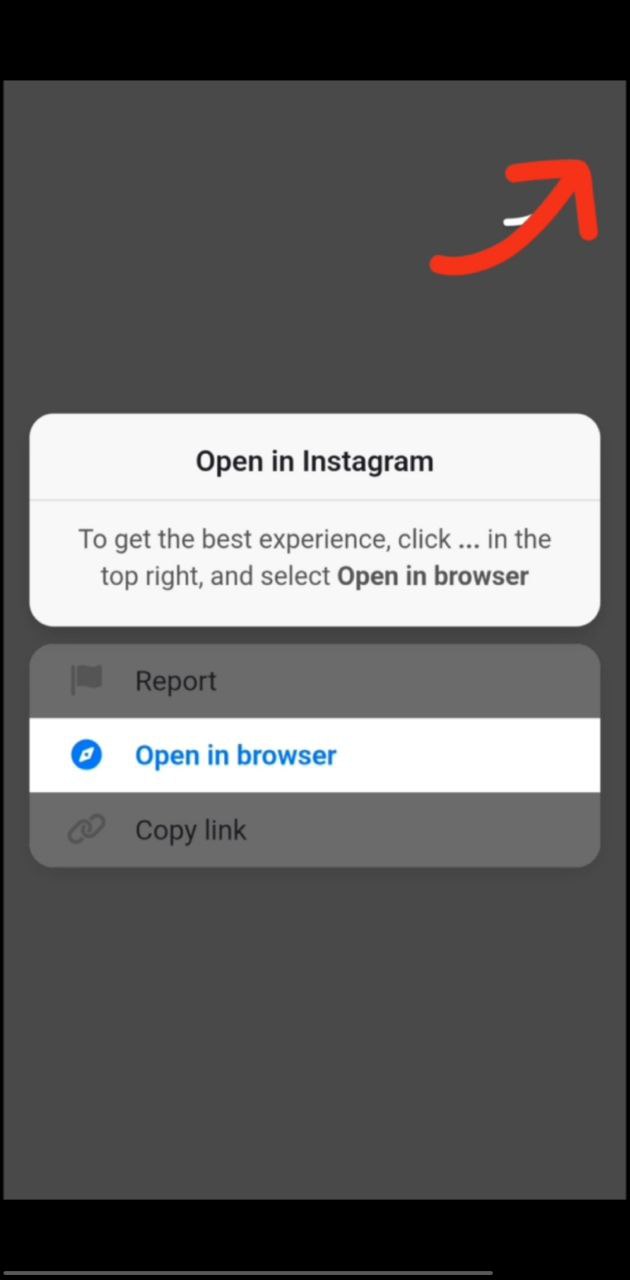 Open in Instagram
To get the best experience, click ... in the
top right, and select Open in browser
Report
Open in browser
Copy link